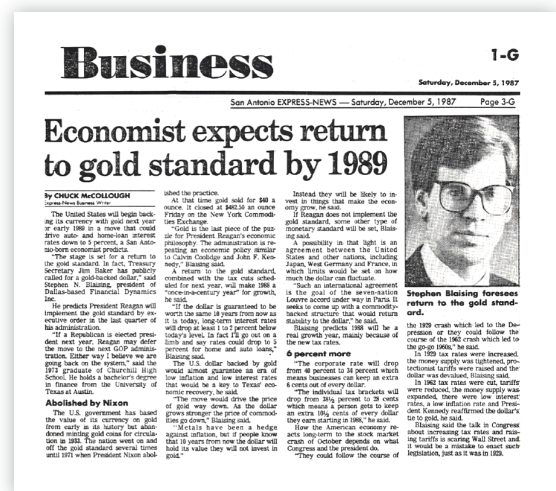 Business
1-G
Saturday, December 5, 1987
San Antonio EXPRESS-NEWS — Saturday, December 5, 1987 Page 3-G
Economist expects return
to gold standard by 1989
By CHUCK McCOLLOUGH
Express-News Business Writer
The United States will begin back-
ing its currency with gold next year
or early 1989 in a move that could
drive auto- and home-loan interest
rates down to 5 percent, a San Anto-
nio-born economist predicts.
"The stage is set for a return to
the gold standard. In fact, Treasury
Secretary Jim Baker has publicly
called for a gold-backed dollar," said
Stephen N. Blaising, president of
Dallas-based Financial Dynamics
Inc.
He predicts President Reagan will
implement the gold standard by ex-
ecutive order in the last quarter of
his administration.
"If a Republican is elected presi-
dent next year, Reagan may defer
the move to the next GOP adminis-
tration. Either way I believe we are
going back on the system," said the
1973 graduate of Churchill High
School. He holds a bachelor's degree
in finance from the University of
Texas at Austin.
Abolished by Nixon
The U.S. government has based
the value of its currency on gold
from early in its history but aban-
doned minting gold coins for circula-
tion in 1933. The nation went on and
off the gold standard several times
until 1971 when President Nixon abol-
ished the practice.
At that time gold sold for $40 a
ounce. It closed at $492.50 an ounce
Friday on the New York Commodi-
ties Exchange.
"Gold is the last piece of the puz-
zle for President Reagan's economic
philosophy. The administration is re-
peating an economic policy similar
to Calvin Coolidge and John F. Ken-
nedy," Blaising said.
A return to the gold standard,
combined with the tax cuts sched-
uled for next year, will make 1988 a
"once-in-a-century year" for growth,
he said.
"If the dollar is guaranteed to be
worth the same 10 years from now as
it is today, long-term interest rates
will drop at least 1 to 3 percent below
today's level. In fact I'll go out on a
limb and say rates could drop to 5
percent for home and auto loans,"
Blaising said.
The U.S. dollar backed by gold
would almost guarantee an era of
low inflation and low interest rates
that would be a key to Texas' eco-
nomic recovery, he said.
"The move would drive the price
of gold way down. As the dollar
grows stronger the price of commod-
ities go down," Blaising said.
"Metals have been a hedge
against inflation, but if people know
that 10 years from now the dollar will
hold its value they will not invest in
gold."
Instead they will be likely to in-
vest in things that make the econ-
omy grow, he said.
If Reagan does not implement the
gold standard, some other type of
monetary standard will be set, Blais-
ing said.
A possibility is that light is an
agreement between the United
States and other nations, including
Japan, West Germany and France, in
which limits would be set on how
much the dollar can fluctuate.
"Such an international agreement
is the goal of the seven-nation
Louvre accord under way in Paris. It
seeks to come up with a commodity-
backed structure that would return
stability to the dollar," he said.
Blaising predicts 1988 will be a
real growth year, mainly because of
the new tax rates.
6 percent more
"The corporate rate will drop
from 40 percent to 34 percent which
means businesses can keep an extra
6 cents out of every dollar.
"The individual tax brackets will
drop from 38½ percent to 28 cents
which means a person gets to keep
an extra 10½ cents of every dollar
they earn starting in 1988," he said.
How the American economy re-
acts long-term to the stock market
crash of October depends on what
Congress and the president do.
"They could follow the course of
Stephen Blaising foresees
return to the gold stand-
ard.
the 1929 crash which led to the De-
pression or they could follow the
course of the 1962 crash which led to
the go-go 1960s," he said.
In 1929 tax rates were increased,
the money supply was tightened, pro-
tectionist tariffs were raised and the
dollar was devalued, Blaising said.
In 1962 tax rates were cut, tariffs
were reduced, the money supply was
expanded, there were low interest
rates, a low inflation rate and Presi-
dent Kennedy reaffirmed the dollar's
tie to gold, he said.
Blaising said the talk in Congress
about increasing tax rates and rais-
ing tariffs is scaring Wall Street and
it would be a mistake to enact such
legislation, just as it was in 1929.